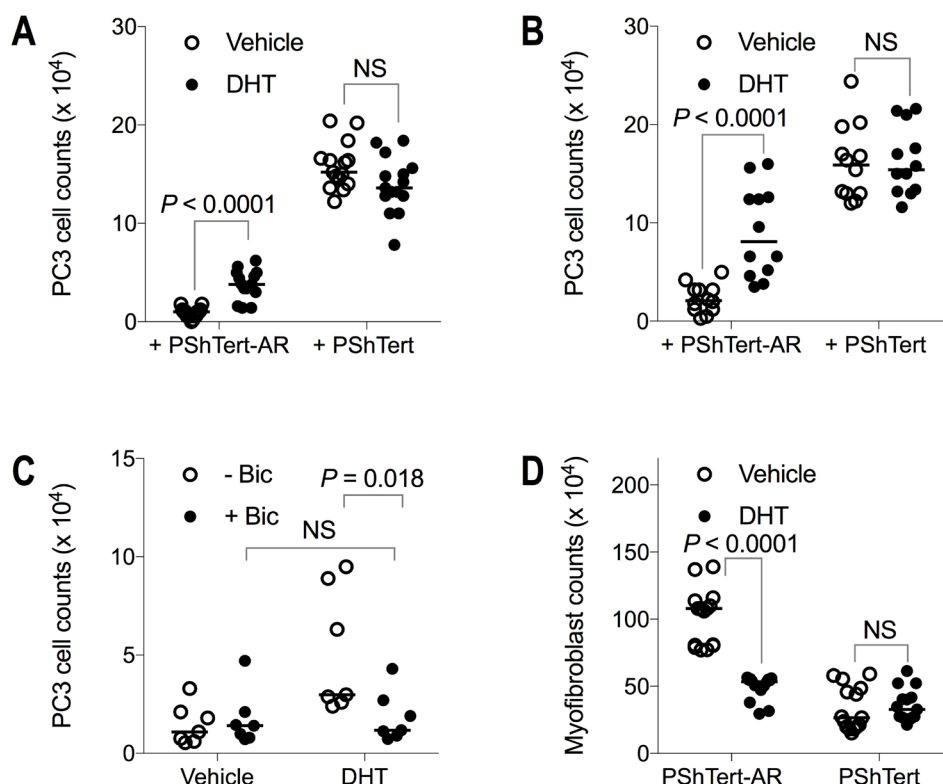 A
PC3 cell counts (x 10⁴)
30
20
10
0
Vehicle
DHT
P < 0.0001
NS
+ PShTert-AR
+ PShTert
B
PC3 cell counts (x 10⁴)
30
20
10
0
Vehicle
DHT
P < 0.0001
NS
+ PShTert-AR
+ PShTert
C
PC3 cell counts (x 10⁴)
15
10
5
0
- Bic
+ Bic
P = 0.018
NS
Vehicle
DHT
D
Myofibroblast counts (x 10⁴)
200
150
100
50
0
Vehicle
DHT
P < 0.0001
NS
PShTert-AR
PShTert